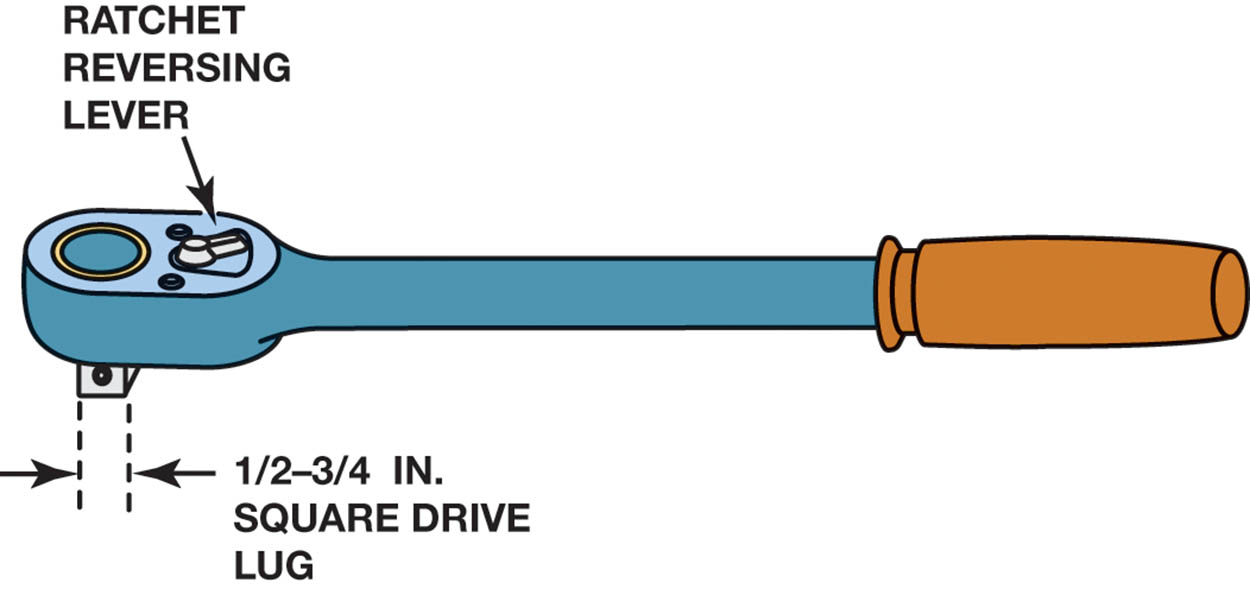 RATCHET
REVERSING
LEVER
1/2–3/4 IN.
SQUARE DRIVE
LUG